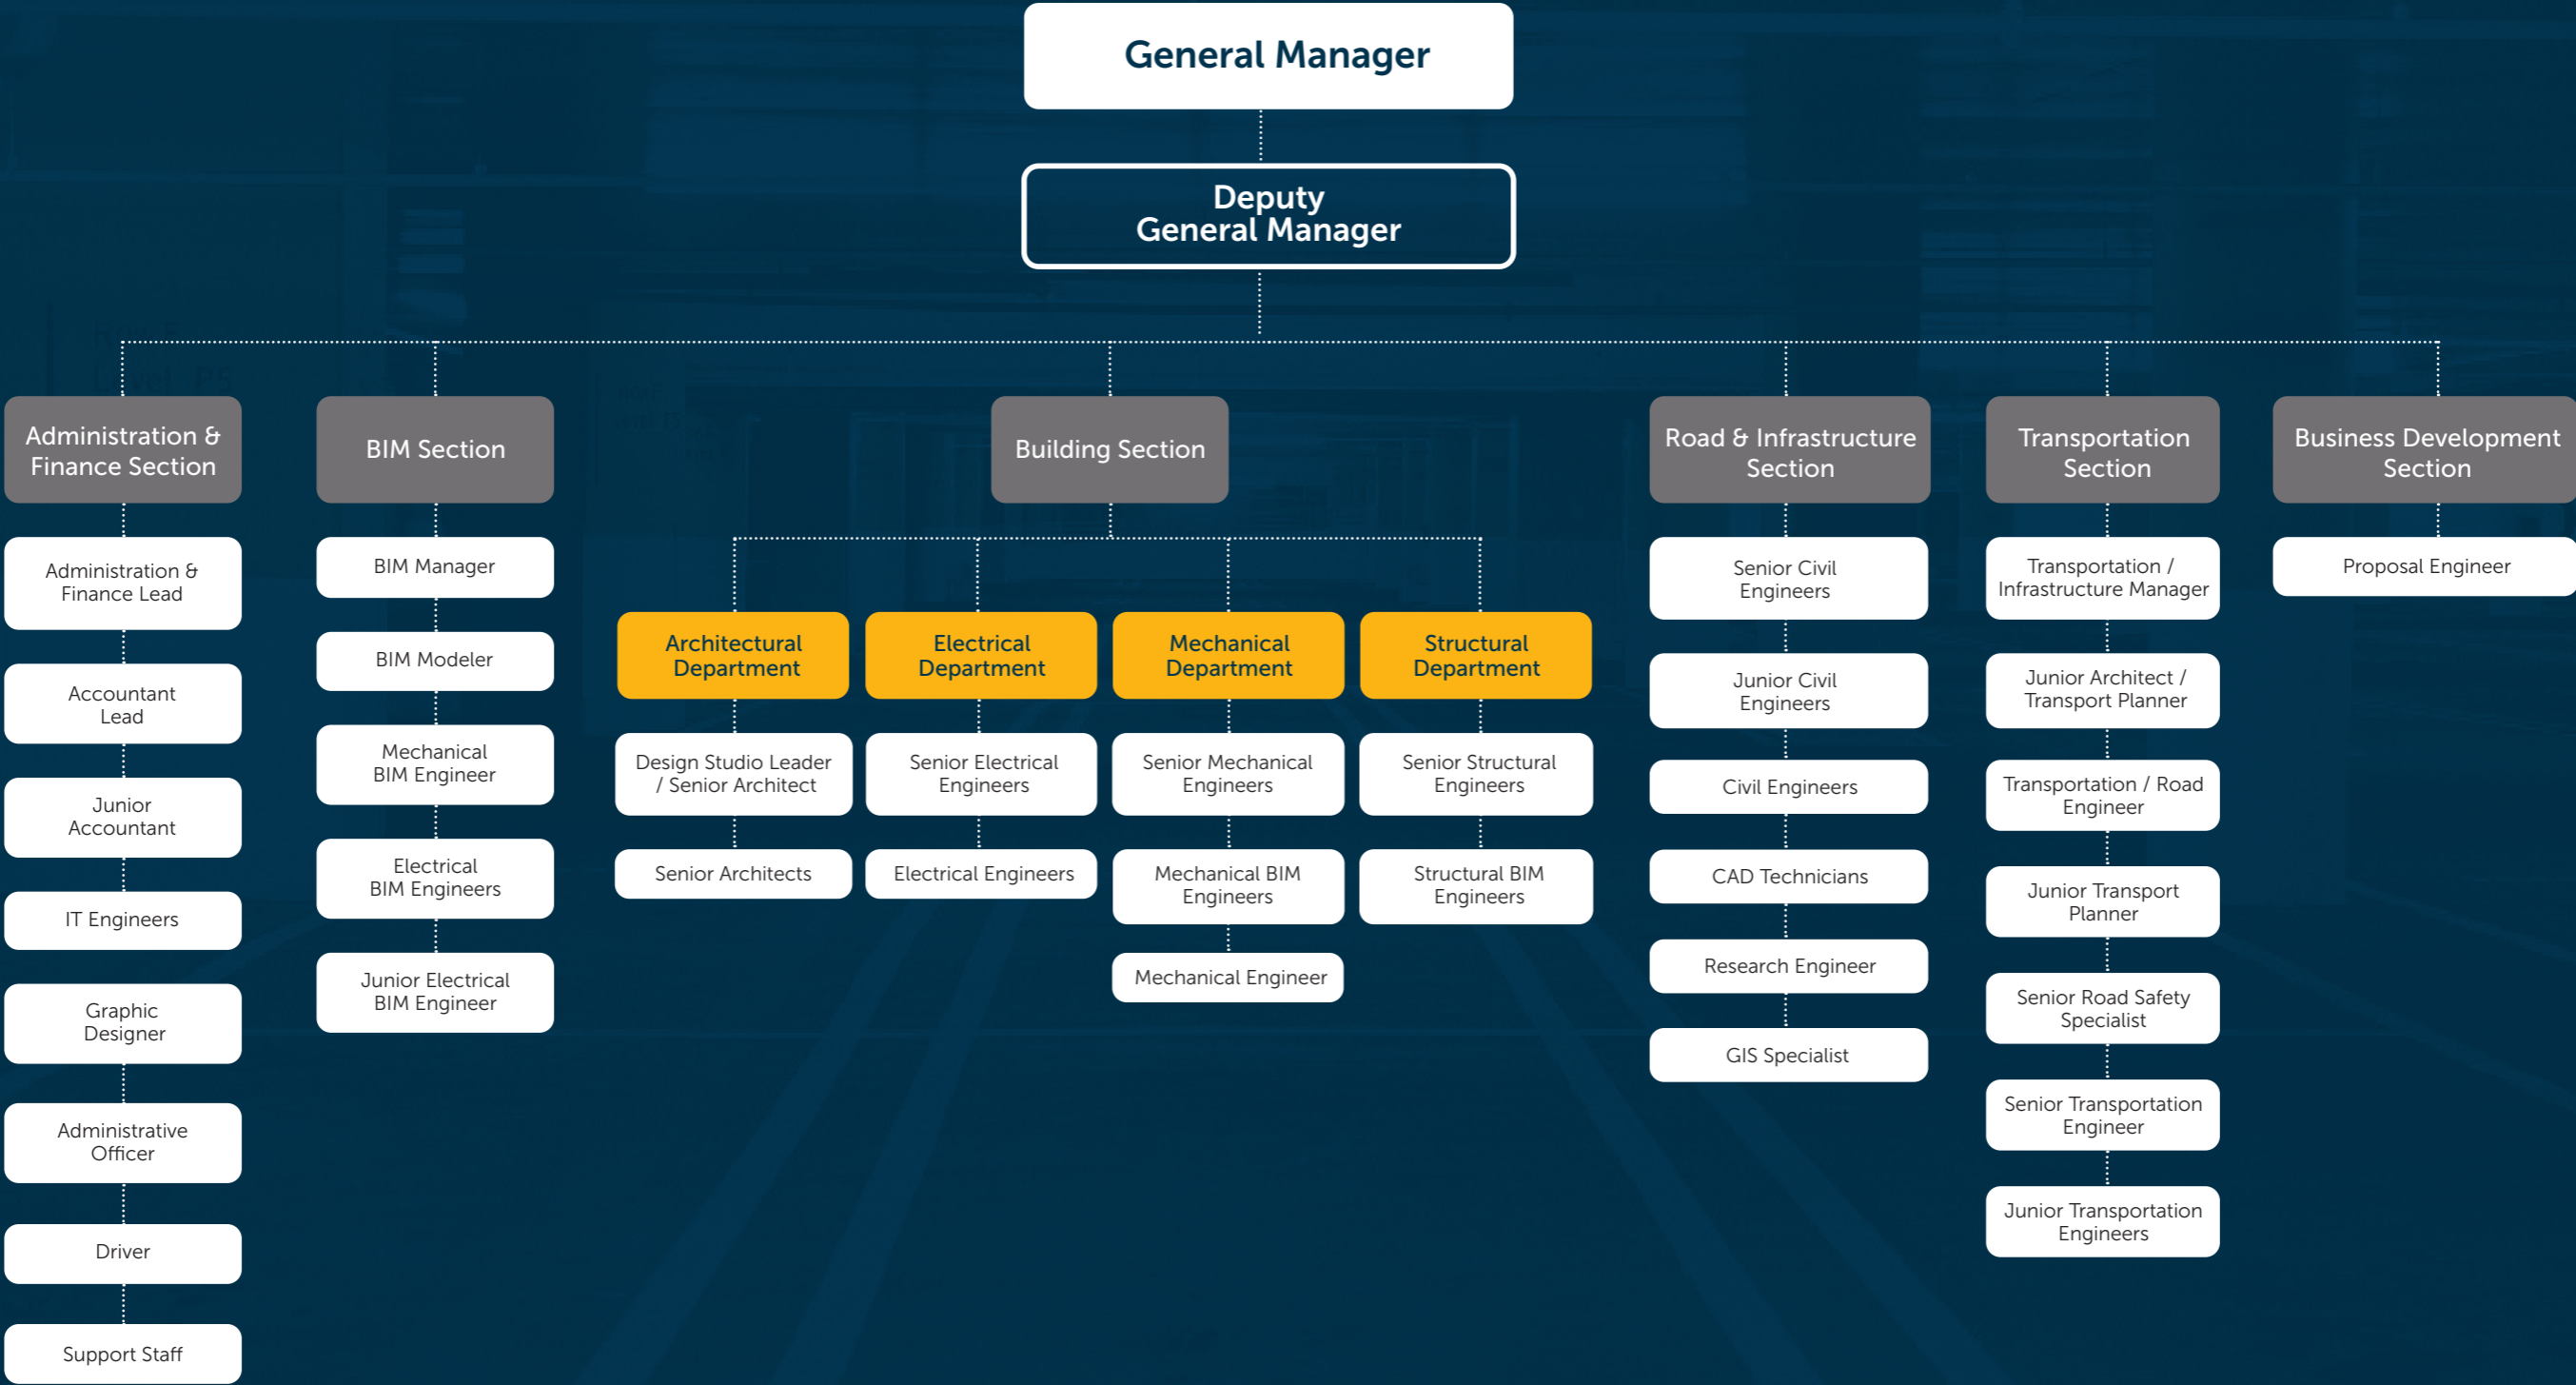 General Manager
Deputy
General Manager
Administration &
Finance Section
BIM Section
Building Section
Road & Infrastructure
Section
Transportation
Section
Business Development
Section
Administration &
Finance Lead
Accountant
Lead
Junior
Accountant
IT Engineers
Graphic
Designer
Administrative
Officer
Driver
Support Staff
BIM Manager
BIM Modeler
Mechanical
BIM Engineer
Electrical
BIM Engineers
Junior Electrical
BIM Engineer
Architectural
Department
Design Studio Leader
/ Senior Architect
Senior Architects
Electrical
Department
Senior Electrical
Engineers
Electrical Engineers
Mechanical
Department
Senior Mechanical
Engineers
Mechanical BIM
Engineers
Mechanical Engineer
Structural
Department
Senior Structural
Engineers
Structural BIM
Engineers
Senior Civil
Engineers
Junior Civil
Engineers
Civil Engineers
CAD Technicians
Research Engineer
GIS Specialist
Transportation /
Infrastructure Manager
Junior Architect /
Transport Planner
Transportation / Road
Engineer
Junior Transport
Planner
Senior Road Safety
Specialist
Senior Transportation
Engineer
Junior Transportation
Engineers
Proposal Engineer